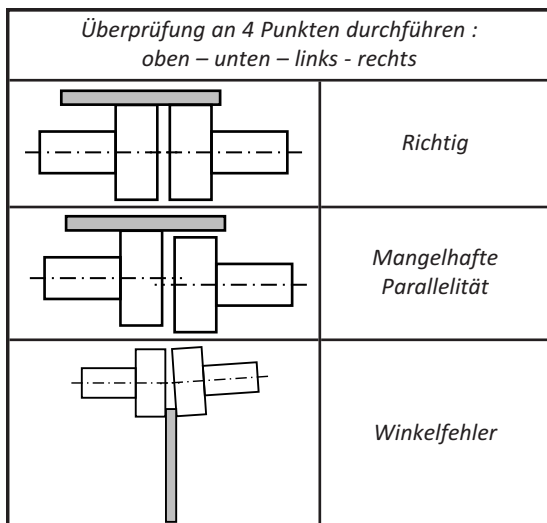 Überprüfung an 4 Punkten durchführen :
oben – unten – links - rechts
Richtig
Mangelhafte
Parallelität
Winkelfehler